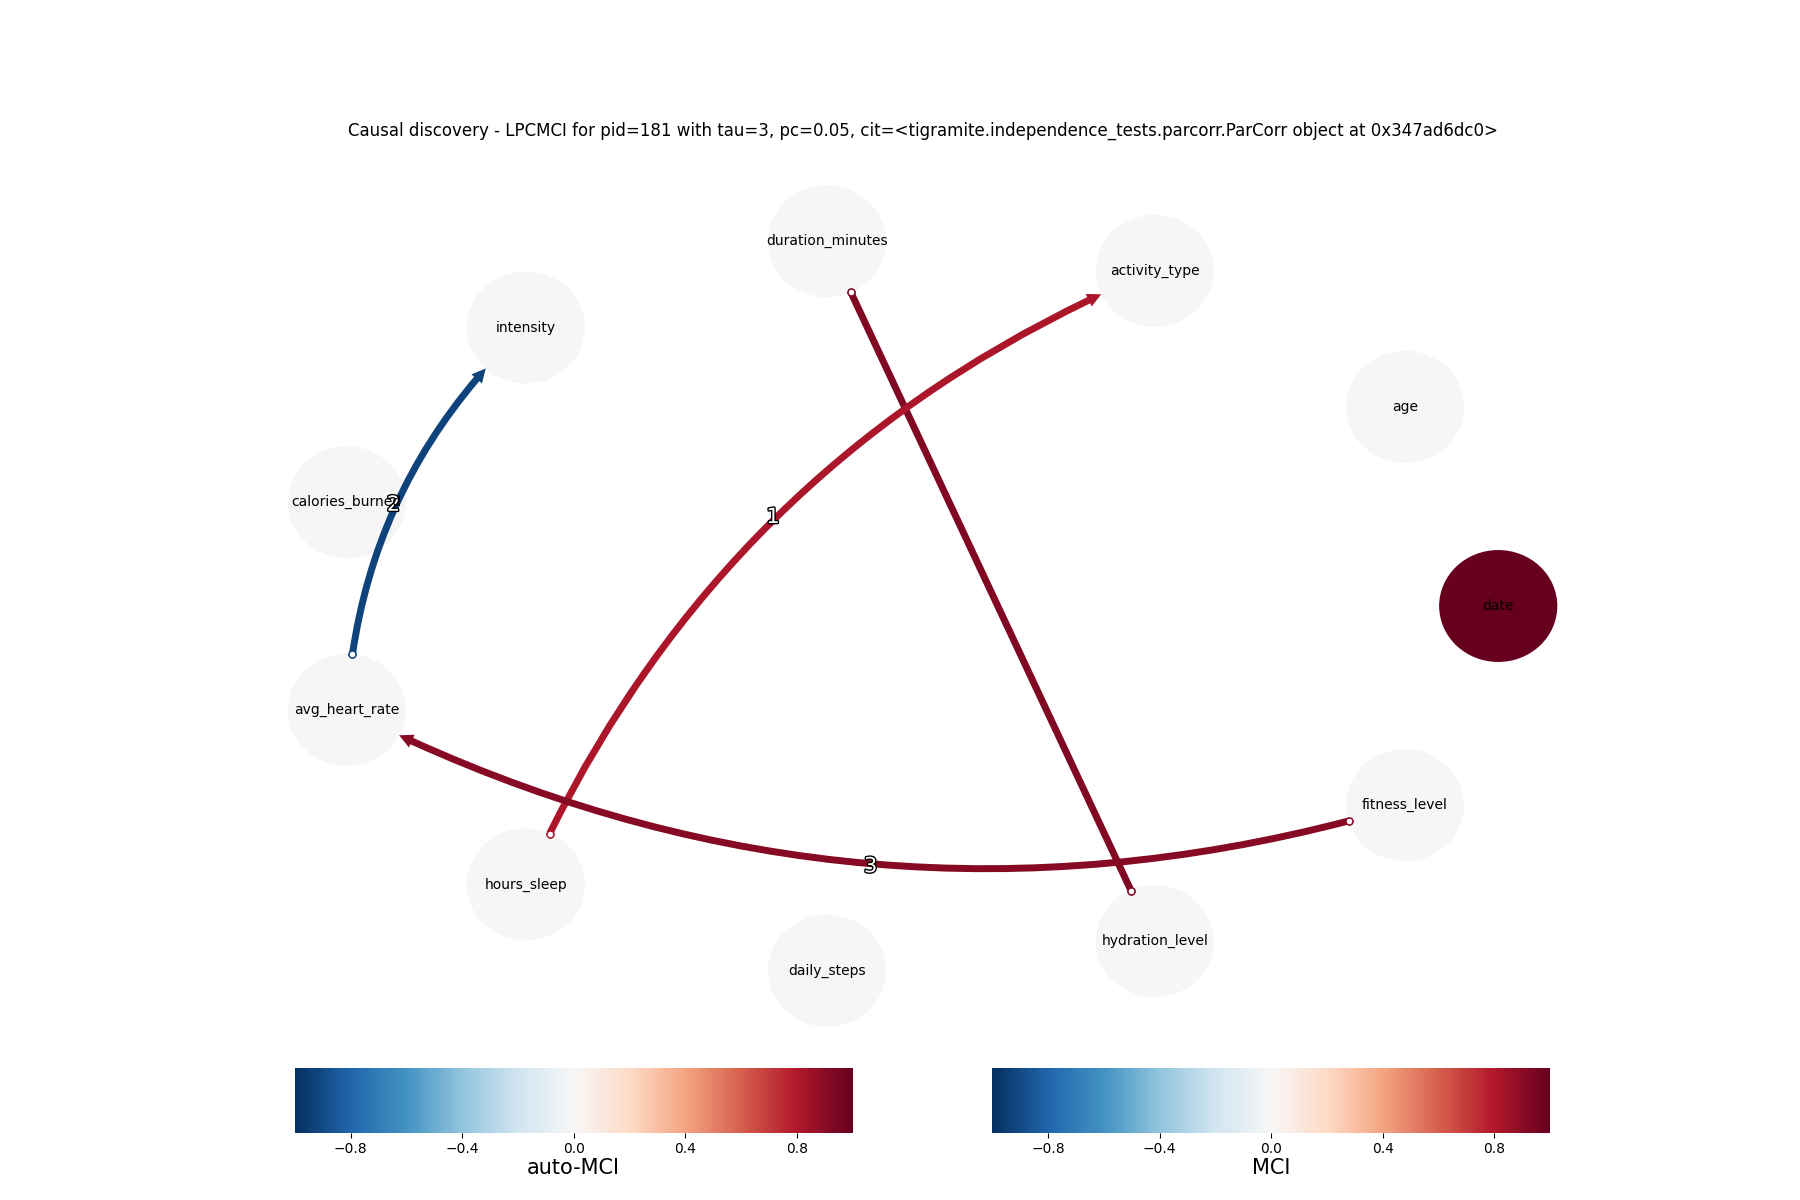 Causal discovery - LPCMCI for pid=181 with tau=3, pc=0.05, cit=<tigramite.independence_tests.parcorr.ParCorr object at 0x347ad6dc0>
duration_minutes
activity_type
intensity
age
calories_burned
2
1
date
avg_heart_rate
fitness_level
3
hours_sleep
hydration_level
daily_steps
−0.8 −0.4 0.0 0.4 0.8
auto-MCI
−0.8 −0.4 0.0 0.4 0.8
MCI